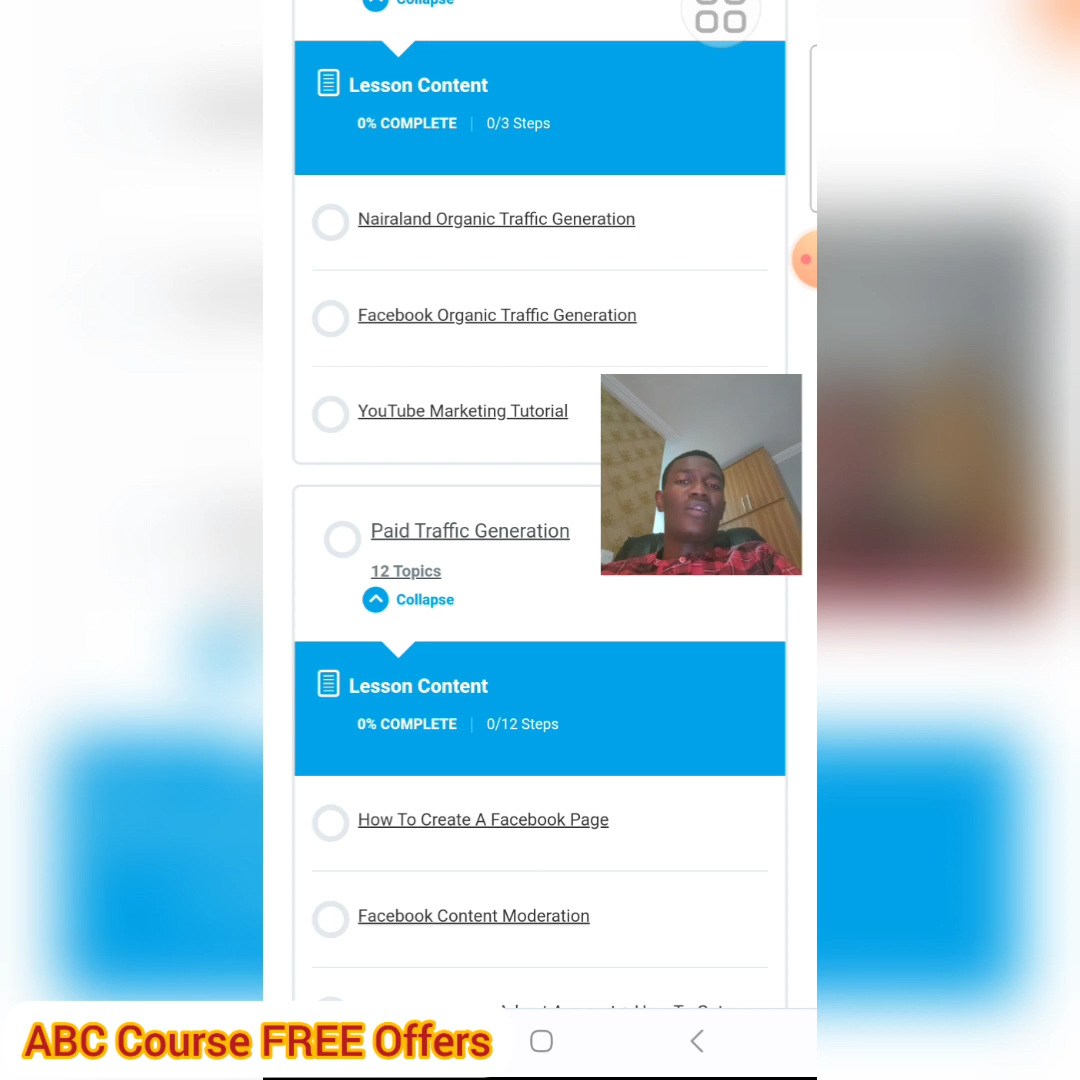 Collapse
Lesson Content
0% COMPLETE | 0/3 Steps
Nairaland Organic Traffic Generation
Facebook Organic Traffic Generation
YouTube Marketing Tutorial
Paid Traffic Generation
12 Topics
Collapse
Lesson Content
0% COMPLETE | 0/12 Steps
How To Create A Facebook Page
Facebook Content Moderation
ABC Course FREE Offers